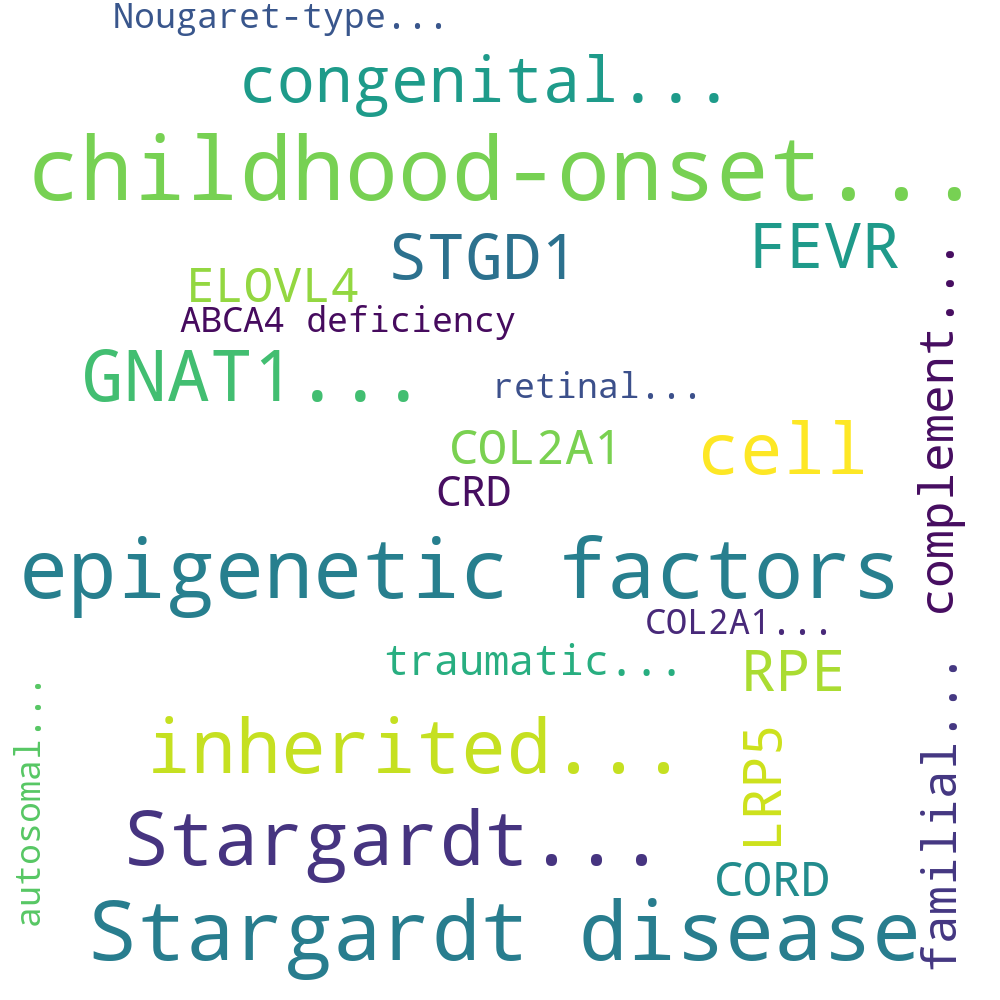 Nougaret-type...
congenital...
childhood-onset...
STGD1
FEVR
ELOVL4
ABCA4 deficiency
GNAT1...
retinal...
complement...
COL2A1
cell
CRD
epigenetic factors
COL2A1...
traumatic...
RPE
autosomal...
inherited...
LRP5
familial...
Stargardt...
CORD
Stargardt disease